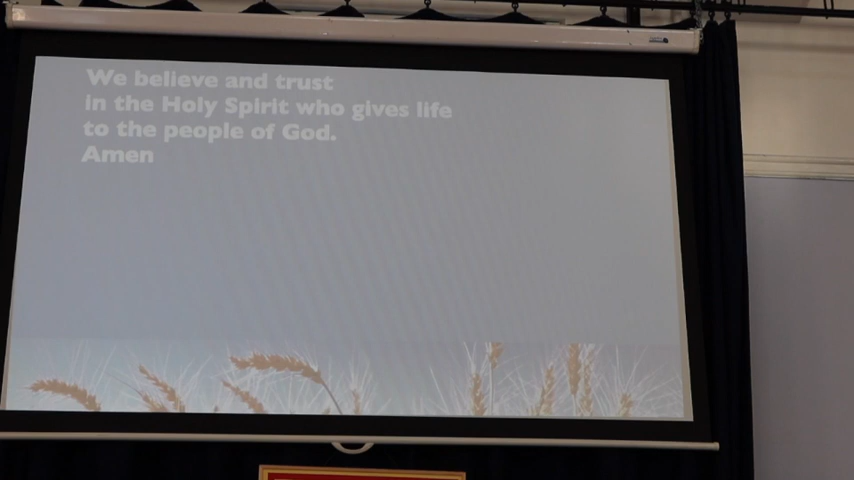 We believe and trust
in the Holy Spirit who gives life
to the people of God.
Amen